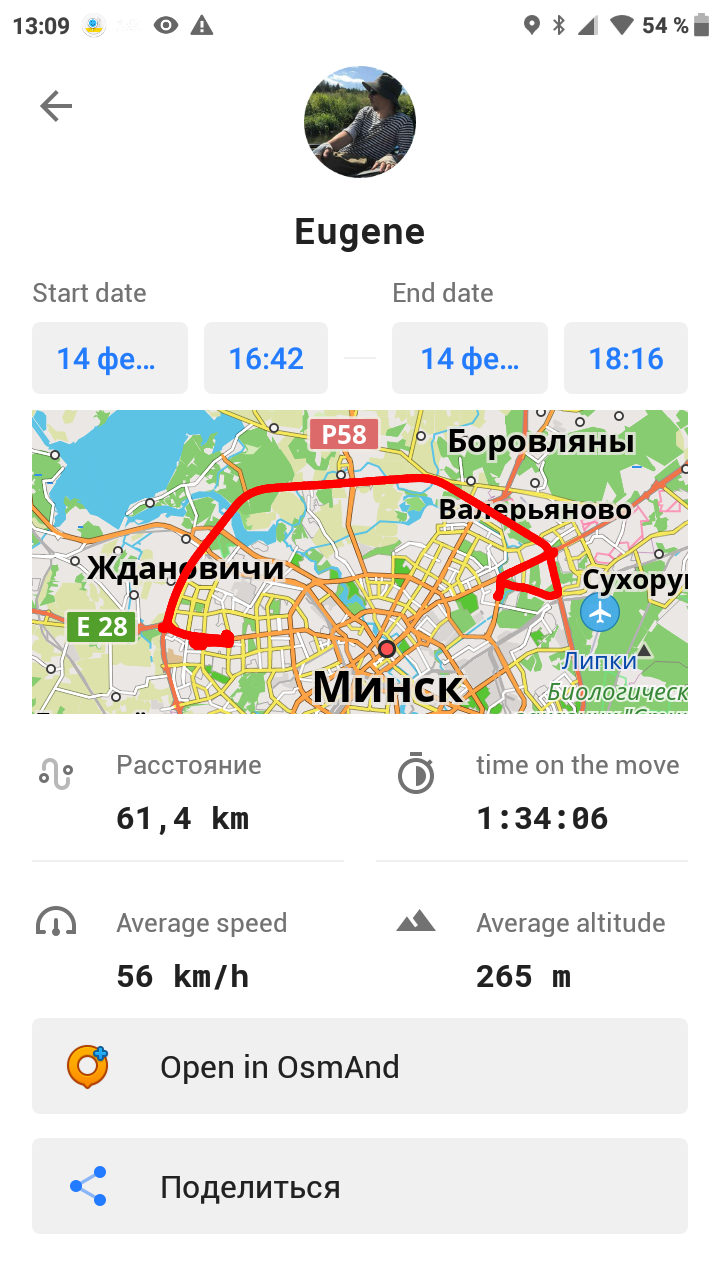 13:09
54 %
Eugene
Start date
End date
14 фе...
16:42
14 фе...
18:16
P58
Боровляны
Валерьяново
Ждановичи
Сухорук
E 28
Липки
Минск
Биологическ
Расстояние
time on the move
61,4 km
1:34:06
Average speed
Average altitude
56 km/h
265 m
Open in OsmAnd
Поделиться